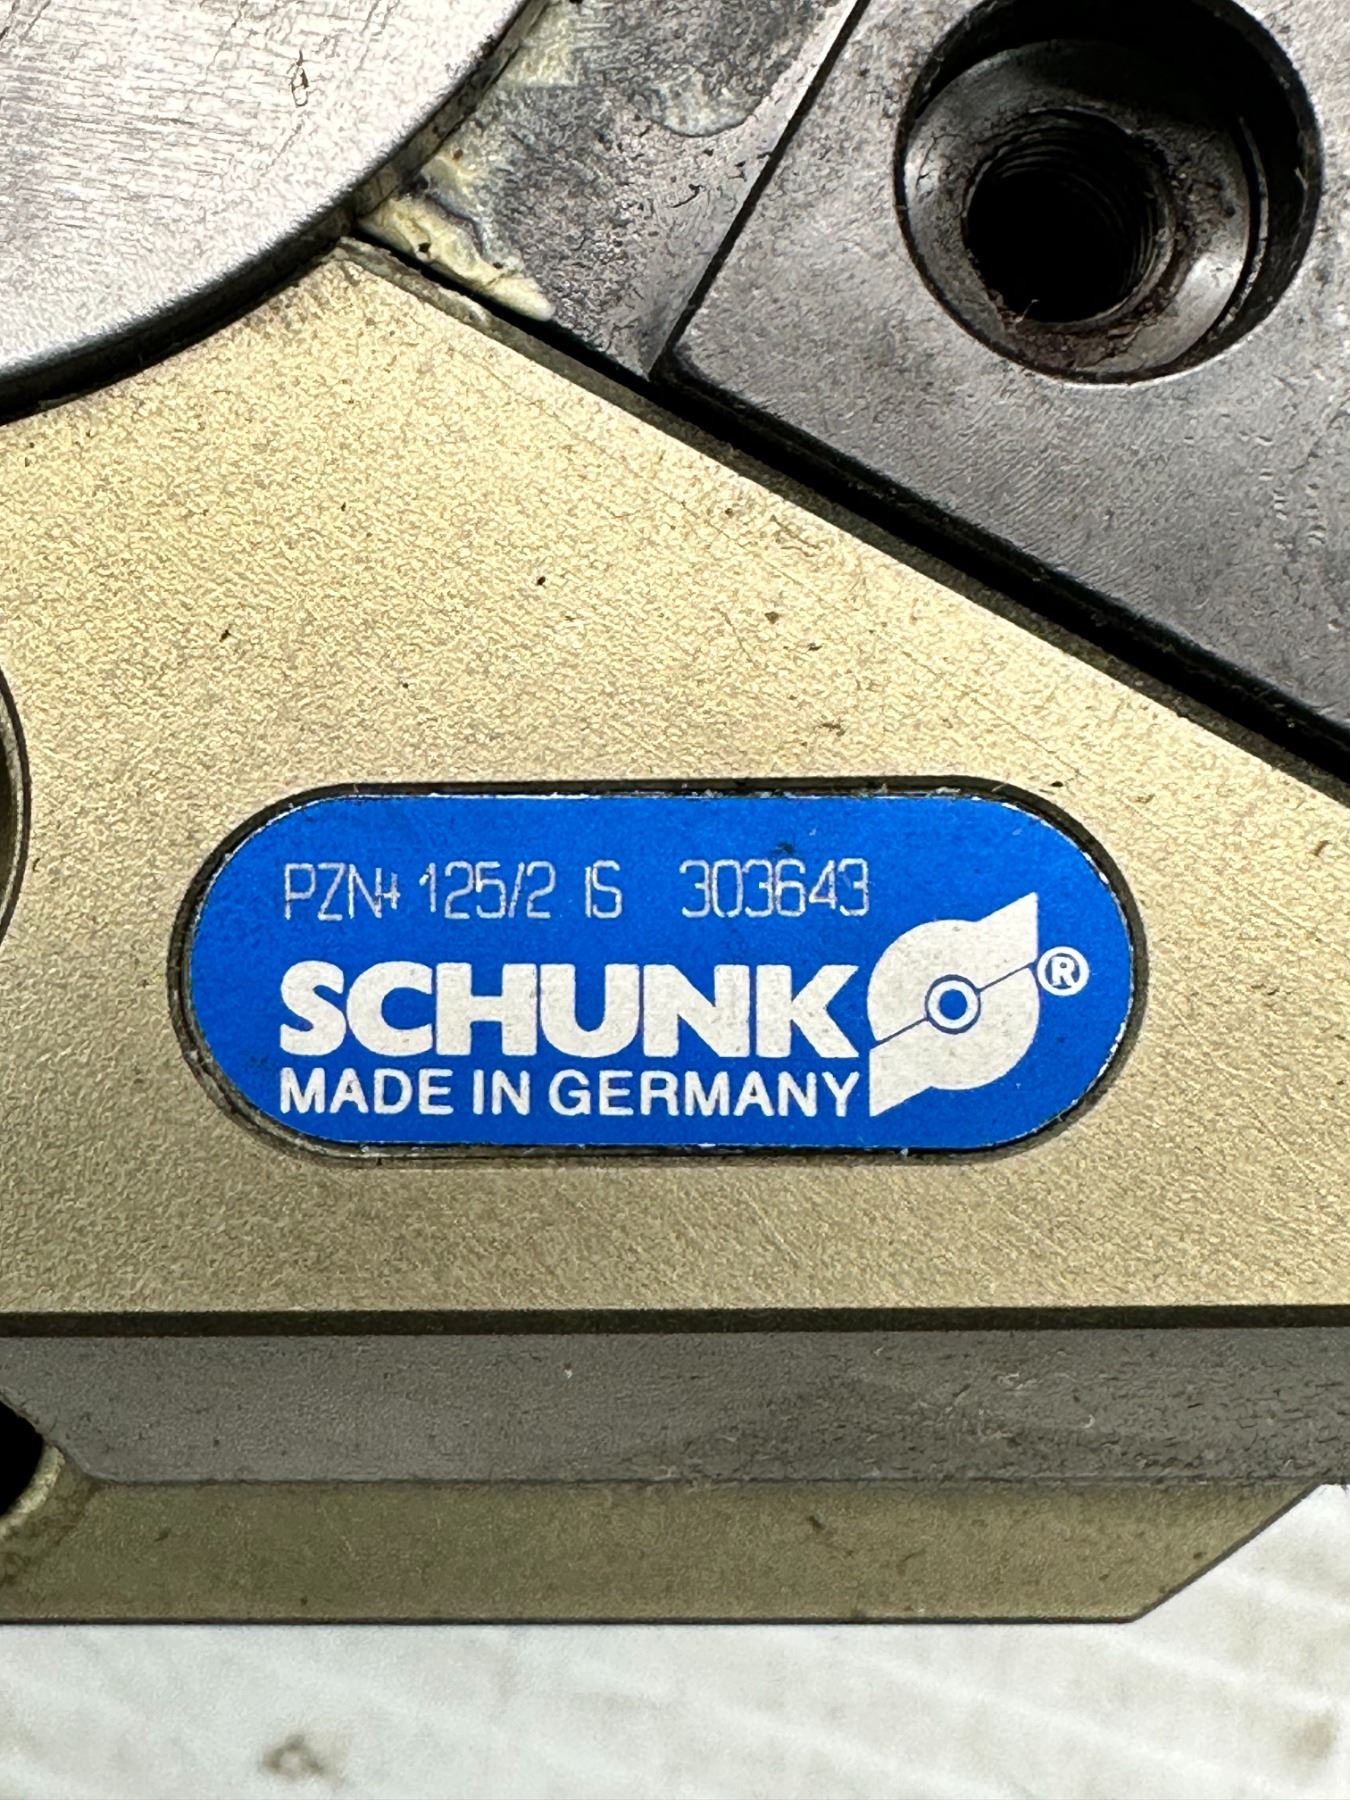 PZN+ 125/2 IS 303643
SCHUNK ®
MADE IN GERMANY